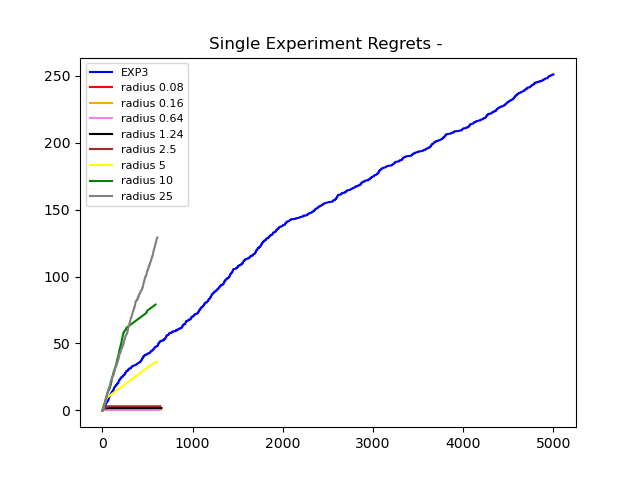 Single Experiment Regrets -
250
200
150
100
50
0
EXP3
radius 0.08
radius 0.16
radius 0.64
radius 1.24
radius 2.5
radius 5
radius 10
radius 25
0 1000 2000 3000 4000 5000